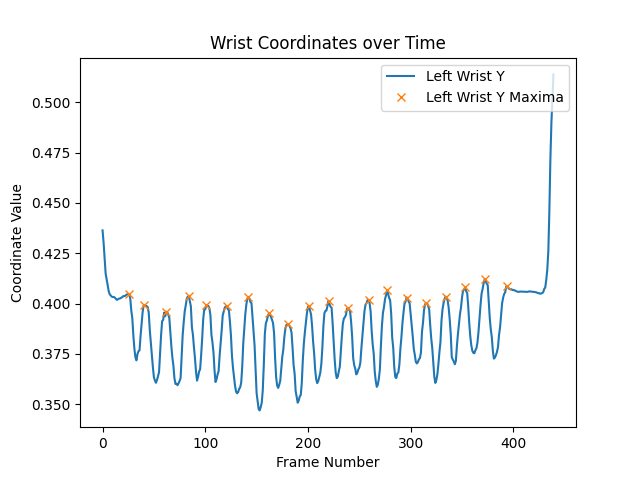 Wrist Coordinates over Time
Left Wrist Y
Left Wrist Y Maxima
Coordinate Value
0.500
0.475
0.450
0.425
0.400
0.375
0.350
0 100 200 300 400
Frame Number